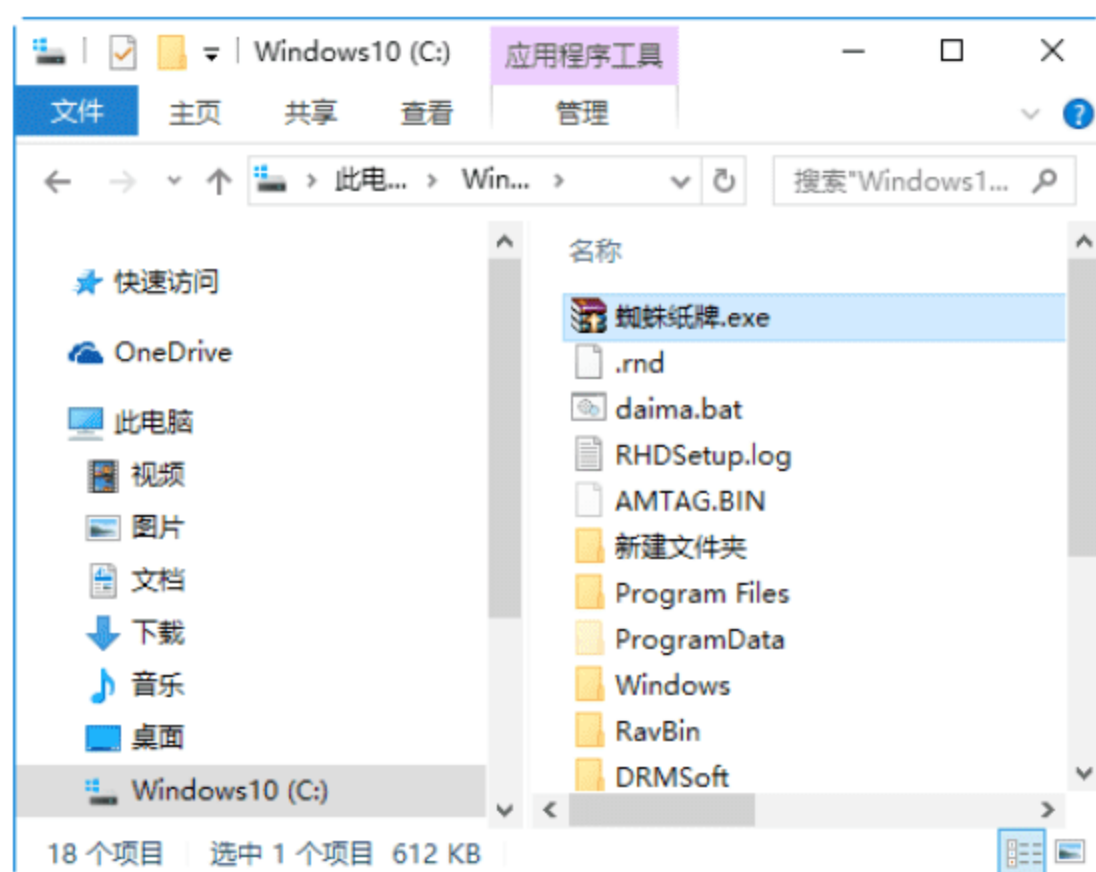 Windows10 (C:) 应用程序工具
文件 主页 共享 查看 管理
此电... Win... 搜索"Windows1...
名称
快速访问
OneDrive
此电脑
视频
图片
文档
下载
音乐
桌面
Windows10 (C:)
蜘蛛纸牌.exe
.rnd
daima.bat
RHDSetup.log
AMTAG.BIN
新建文件夹
Program Files
ProgramData
Windows
RavBin
DRMSoft
18 个项目 选中 1 个项目 612 KB